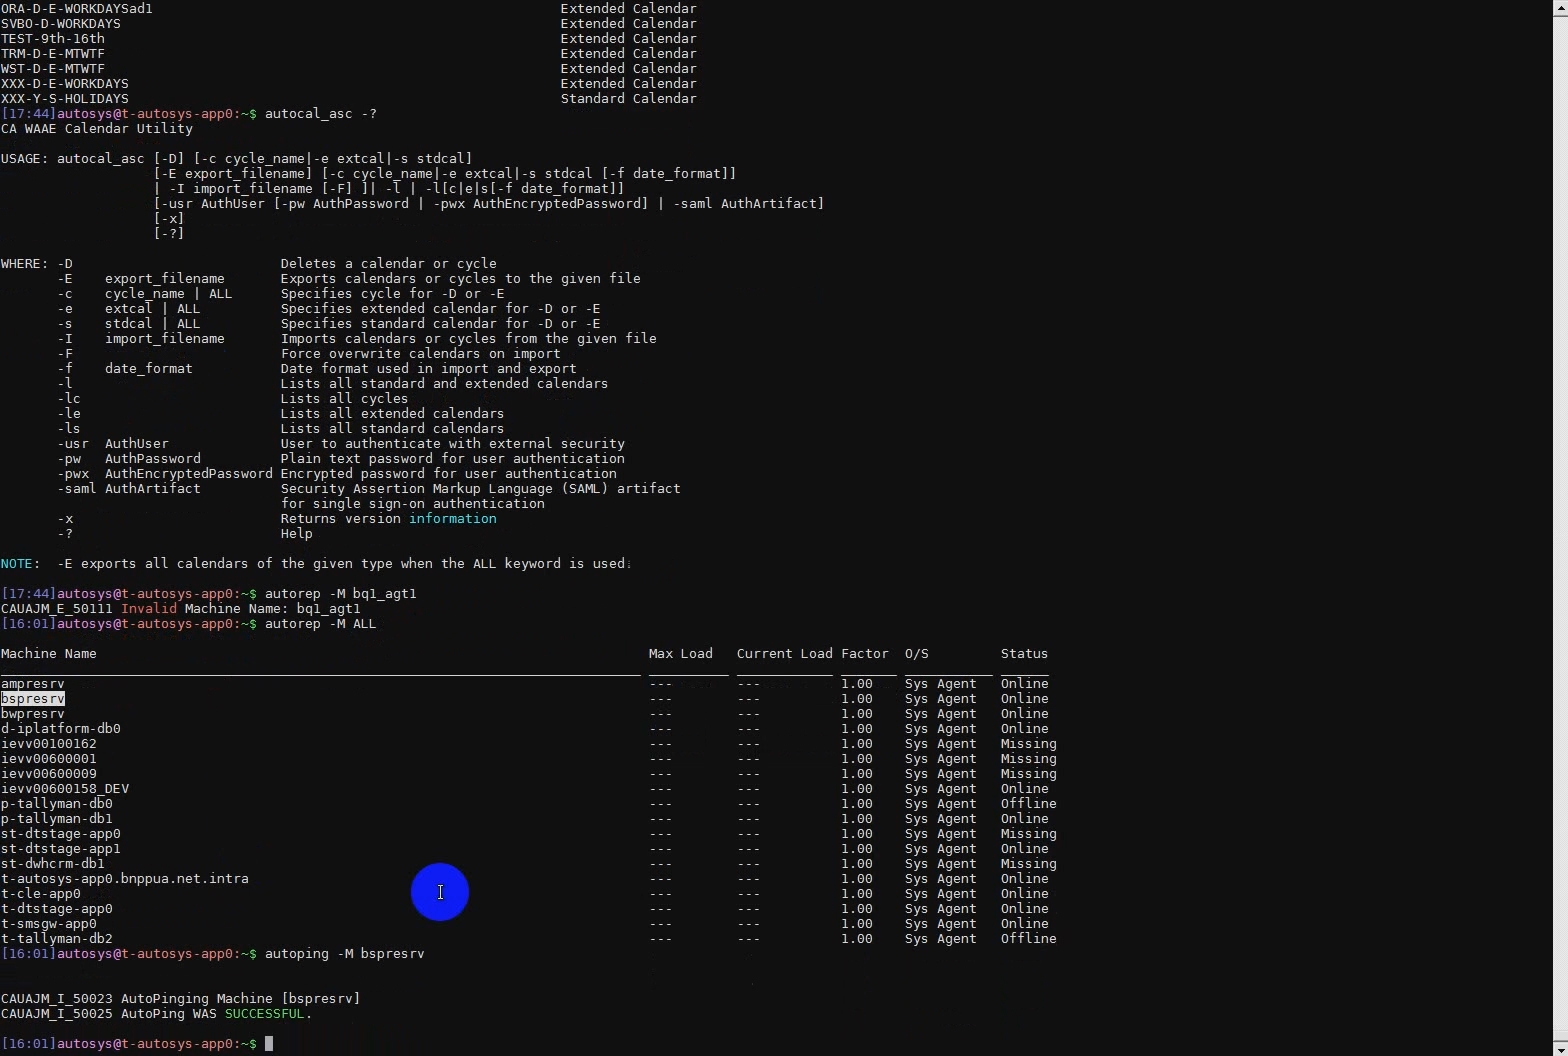 ORA-D-E-WORKDAYSad1 Extended Calendar
SVBO-D-WORKDAYS Extended Calendar
TEST-9th-16th Extended Calendar
TRM-D-E-MTWTF Extended Calendar
WST-D-E-MTWTF Extended Calendar
XXX-D-E-WORKDAYS Extended Calendar
XXX-Y-S-HOLIDAYS Standard Calendar
[17:44]autosys@t-autosys-app0:~$ autocal_asc -?
CA WAAE Calendar Utility
USAGE: autocal_asc [-D] [-c cycle_name|-e extcal|-s stdcal]
[-E export_filename] [-c cycle_name|-e extcal|-s stdcal [-f date_format]]
| -I import_filename [-F] ]| -l | -l[c|e|s[-f date_format]]
[-usr AuthUser [-pw AuthPassword | -pwx AuthEncryptedPassword] | -saml AuthArtifact]
[-x]
[-?]
WHERE: -D Deletes a calendar or cycle
-E export_filename Exports calendars or cycles to the given file
-c cycle_name | ALL Specifies cycle for -D or -E
-e extcal | ALL Specifies extended calendar for -D or -E
-s stdcal | ALL Specifies standard calendar for -D or -E
-I import_filename Imports calendars or cycles from the given file
-F Force overwrite calendars on import
-f date_format Date format used in import and export
-l Lists all standard and extended calendars
-lc Lists all cycles
-le Lists all extended calendars
-ls Lists all standard calendars
-usr AuthUser User to authenticate with external security
-pw AuthPassword Plain text password for user authentication
-pwx AuthEncryptedPassword Encrypted password for user authentication
-saml AuthArtifact Security Assertion Markup Language (SAML) artifact
for single sign-on authentication
-x Returns version information
-? Help
NOTE: -E exports all calendars of the given type when the ALL keyword is used.
[17:44]autosys@t-autosys-app0:~$ autorep -M bq1_agt1
CAUAJM_E_50111 Invalid Machine Name: bq1_agt1
[16:01]autosys@t-autosys-app0:~$ autorep -M ALL
Machine Name Max Load Current Load Factor O/S Status
ampresrv --- --- 1.00 Sys Agent Online
bspresrv --- --- 1.00 Sys Agent Online
bwpresrv --- --- 1.00 Sys Agent Online
d-iplatform-db0 --- --- 1.00 Sys Agent Online
ievv00100162 --- --- 1.00 Sys Agent Missing
ievv00600001 --- --- 1.00 Sys Agent Missing
ievv00600009 --- --- 1.00 Sys Agent Missing
ievv00600158_DEV --- --- 1.00 Sys Agent Online
p-tallyman-db0 --- --- 1.00 Sys Agent Offline
p-tallyman-db1 --- --- 1.00 Sys Agent Online
st-dtstage-app0 --- --- 1.00 Sys Agent Missing
st-dtstage-app1 --- --- 1.00 Sys Agent Online
st-dwhcrm-db1 --- --- 1.00 Sys Agent Missing
t-autosys-app0.bnppua.net.intra --- --- 1.00 Sys Agent Online
t-cle-app0 --- --- 1.00 Sys Agent Online
t-dtstage-app0 --- --- 1.00 Sys Agent Online
t-smsgw-app0 --- --- 1.00 Sys Agent Online
t-tallyman-db2 --- --- 1.00 Sys Agent Offline
[16:01]autosys@t-autosys-app0:~$ autoping -M bspresrv
CAUAJM_I_50023 AutoPinging Machine [bspresrv]
CAUAJM_I_50025 AutoPing WAS SUCCESSFUL.
[16:01]autosys@t-autosys-app0:~$